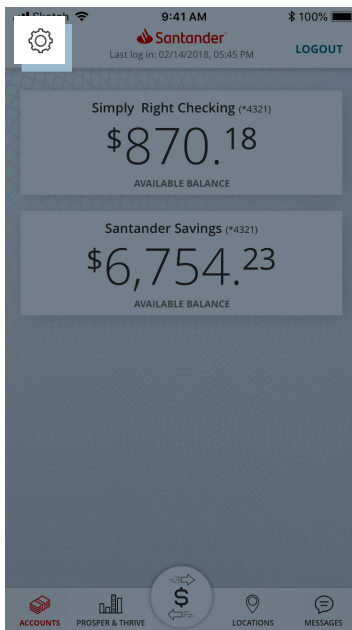 Sketch 9:41 AM 100%
Santander
Last log in: 02/14/2018, 05:45 PM
LOGOUT
Simply Right Checking (*4321)
$870.18
AVAILABLE BALANCE
Santander Savings (*4321)
$6,754.23
AVAILABLE BALANCE
$
ACCOUNTS PROSPER & THRIVE LOCATIONS MESSAGES